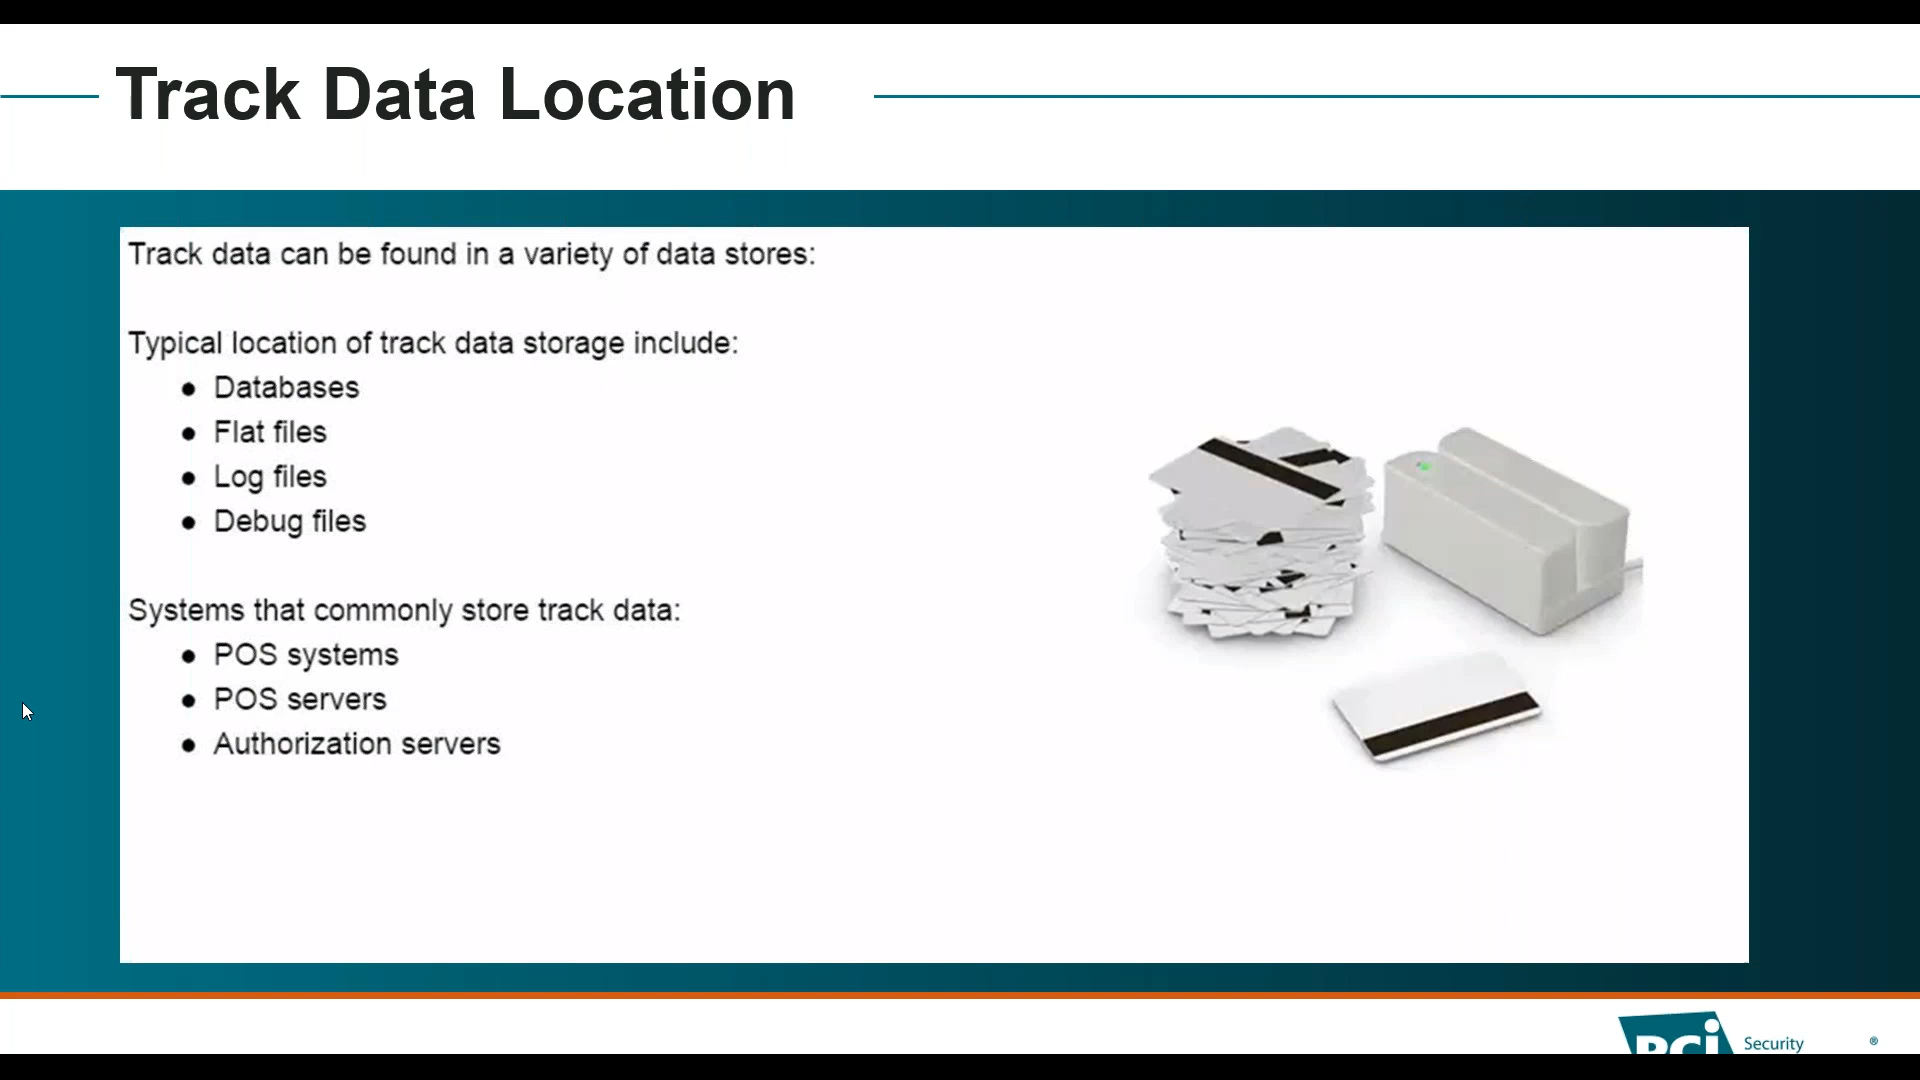 Track Data Location
Track data can be found in a variety of data stores:
Typical location of track data storage include:
● Databases
● Flat files
● Log files
● Debug files
Systems that commonly store track data:
● POS systems
● POS servers
● Authorization servers
PCi Security ®